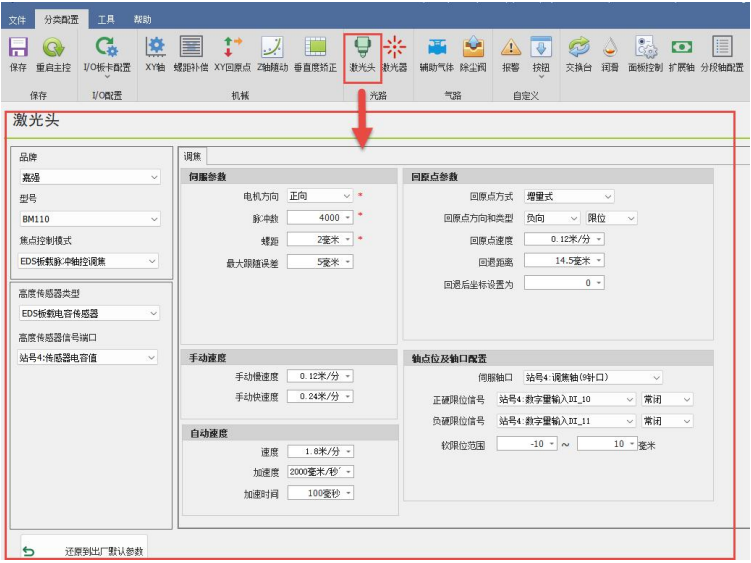 文件 分类配置 工具 帮助
保存 重启主控 I/O板卡配置 XY轴 螺距补偿 XY回原点 Z轴随动 垂直度矫正 激光头 激光器 辅助气体 除尘阀 报警 按钮 交换台 润滑 面板控制 扩展轴 分段轴配置
保存 I/O配置 机械 光路 气路 自定义
激光头
品牌
嘉强
型号
BM110
焦点控制模式
EDS板载脉冲轴控调焦
高度传感器类型
EDS板载电容传感器
高度传感器信号端口
站号4:传感器电容值
调焦
伺服参数
电机方向 正向 *
脉冲数 4000 *
螺距 2毫米 *
最大跟随误差 5毫米
手动速度
手动慢速度 0.12米/分
手动快速度 0.24米/分
自动速度
速度 1.8米/分
加速度 2000毫米/秒²
加速时间 100毫秒
回原点参数
回原点方式 增量式
回原点方向和类型 负向 限位
回原点速度 0.12米/分
回退距离 14.5毫米
回退后坐标设置为 0
轴点位及轴口配置
伺服轴口 站号4:调焦轴(9针口)
正硬限位信号 站号4:数字量输入DI_10 常闭
负硬限位信号 站号4:数字量输入DI_11 常闭
软限位范围 -10 ~ 10 毫米
还原到出厂默认参数